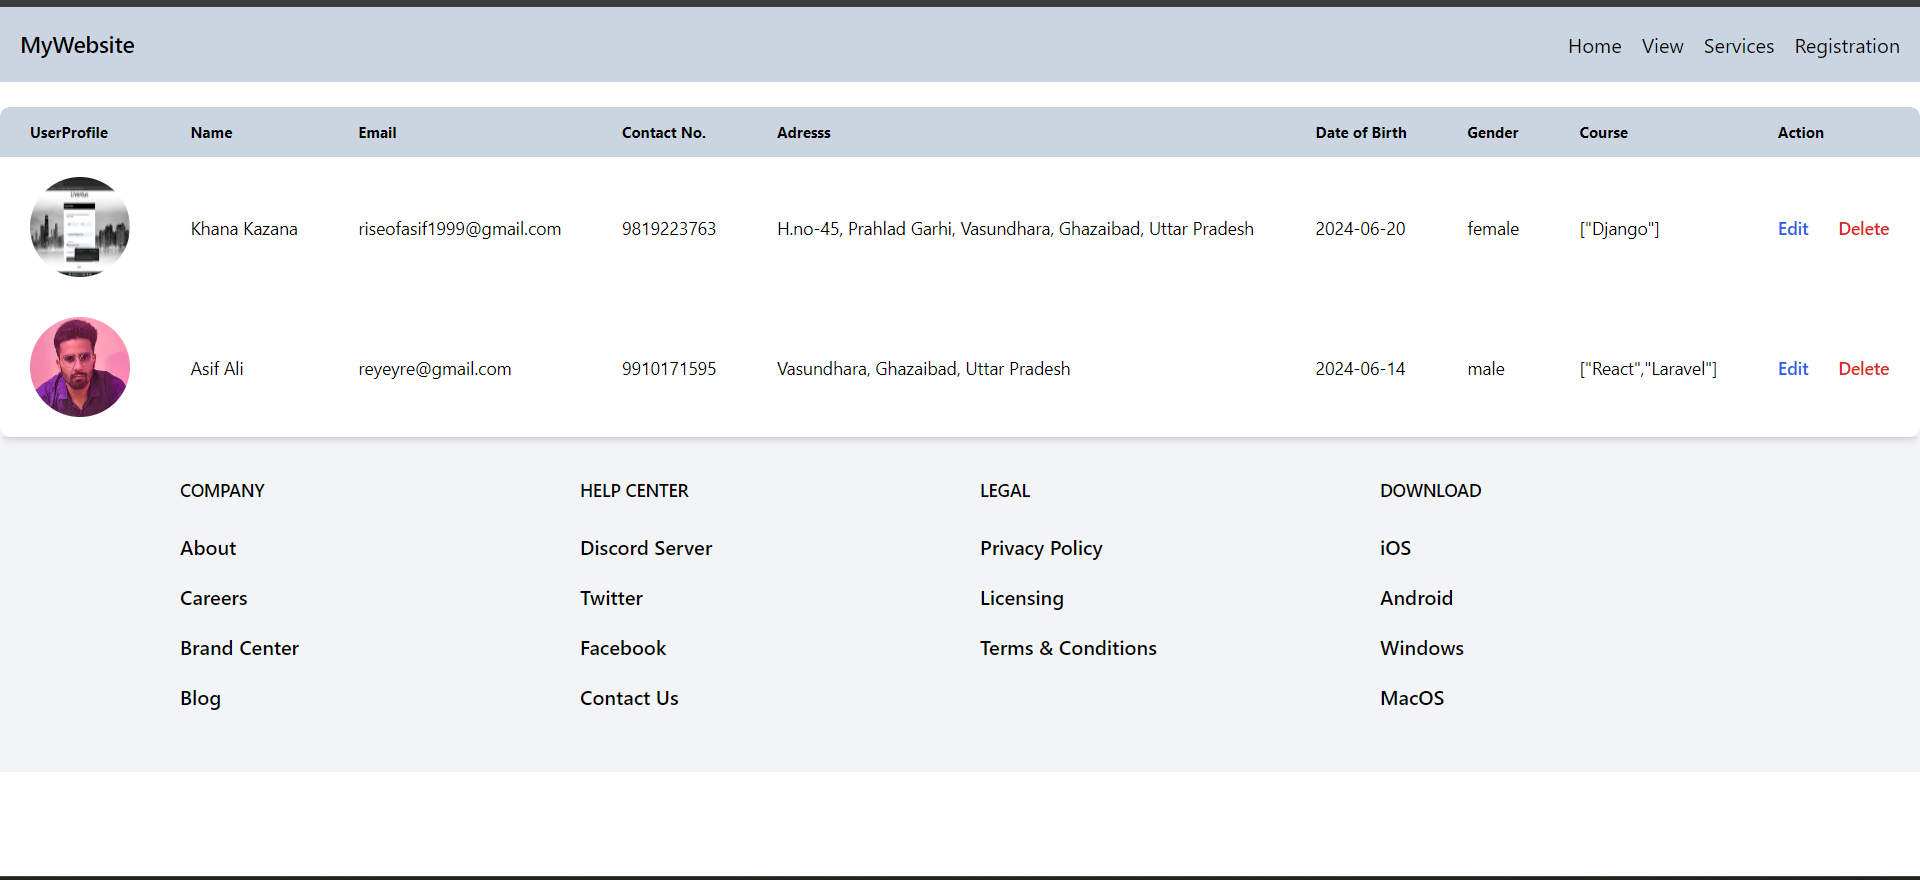 MyWebsite
Home View Services Registration
UserProfile Name Email Contact No. Adresss Date of Birth Gender Course Action
Khana Kazana riseofasif1999@gmail.com 9819223763 H.no-45, Prahlad Garhi, Vasundhara, Ghazaibad, Uttar Pradesh 2024-06-20 female ["Django"] Edit Delete
Asif Ali reyeyre@gmail.com 9910171595 Vasundhara, Ghazaibad, Uttar Pradesh 2024-06-14 male ["React","Laravel"] Edit Delete
COMPANY
About
Careers
Brand Center
Blog
HELP CENTER
Discord Server
Twitter
Facebook
Contact Us
LEGAL
Privacy Policy
Licensing
Terms & Conditions
DOWNLOAD
iOS
Android
Windows
MacOS